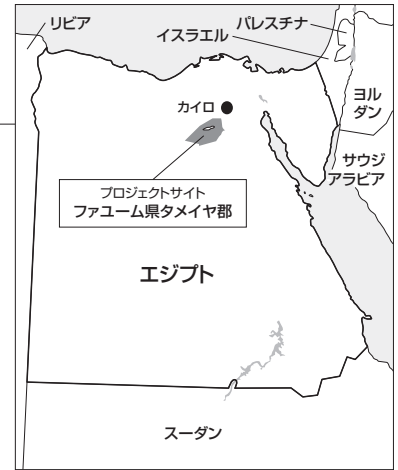 リビア
パレスチナ
イスラエル
カイロ
ヨル
ダン
サウジ
アラビア
プロジェクトサイト
ファユーム県タメイヤ郡
エジプト
スーダン